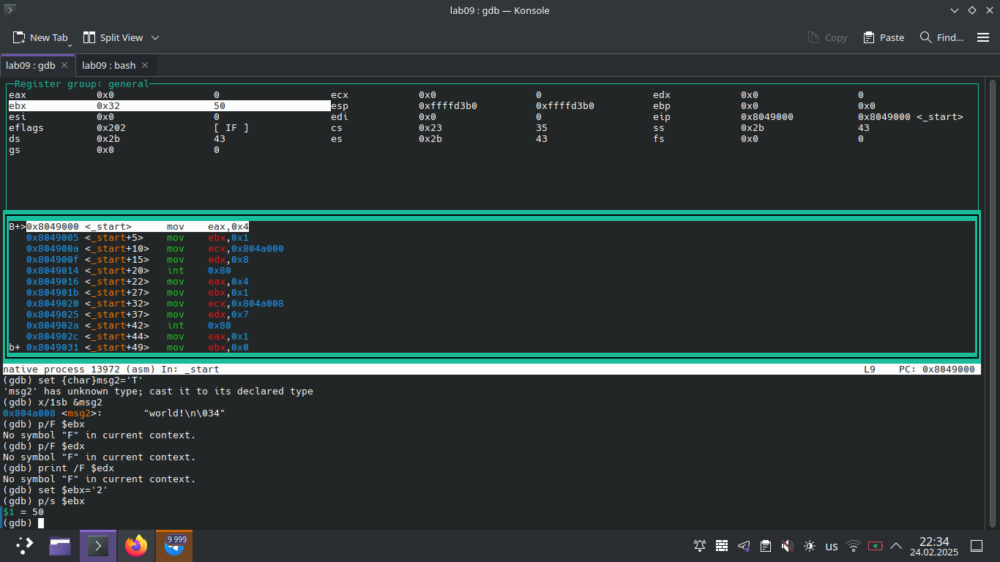 lab09 : gdb — Konsole
New Tab Split View Copy Paste Find...
lab09 : gdb lab09 : bash
Register group: general
eax 0x0 0 ecx 0x0 0 edx 0x0 0
ebx 0x32 50 esp 0xffffd3b0 0xffffd3b0 ebp 0x0 0x0
esi 0x0 0 edi 0x0 0 eip 0x8049000 0x8049000 <_start>
eflags 0x202 [ IF ] cs 0x23 35 ss 0x2b 43
ds 0x2b 43 es 0x2b 43 fs 0x0 0
gs 0x0 0
B+>0x8049000 <_start> mov eax,0x4
0x8049005 <_start+5> mov ebx,0x1
0x804900a <_start+10> mov ecx,0x804a000
0x804900f <_start+15> mov edx,0x8
0x8049014 <_start+20> int 0x80
0x8049016 <_start+22> mov eax,0x4
0x804901b <_start+27> mov ebx,0x1
0x8049020 <_start+32> mov ecx,0x804a008
0x8049025 <_start+37> mov edx,0x7
0x804902a <_start+42> int 0x80
0x804902c <_start+44> mov eax,0x1
b+ 0x8049031 <_start+49> mov ebx,0x0
native process 13972 (asm) In: _start L9 PC: 0x8049000
(gdb) set {char}msg2='T'
'msg2' has unknown type; cast it to its declared type
(gdb) x/1sb &msg2
0x804a008 <msg2>: "world!\n\034"
(gdb) p/F $ebx
No symbol "F" in current context.
(gdb) p/F $edx
No symbol "F" in current context.
(gdb) print /F $edx
No symbol "F" in current context.
(gdb) set $ebx='2'
(gdb) p/s $ebx
$1 = 50
(gdb)
9 999
us
22:34
24.02.2025